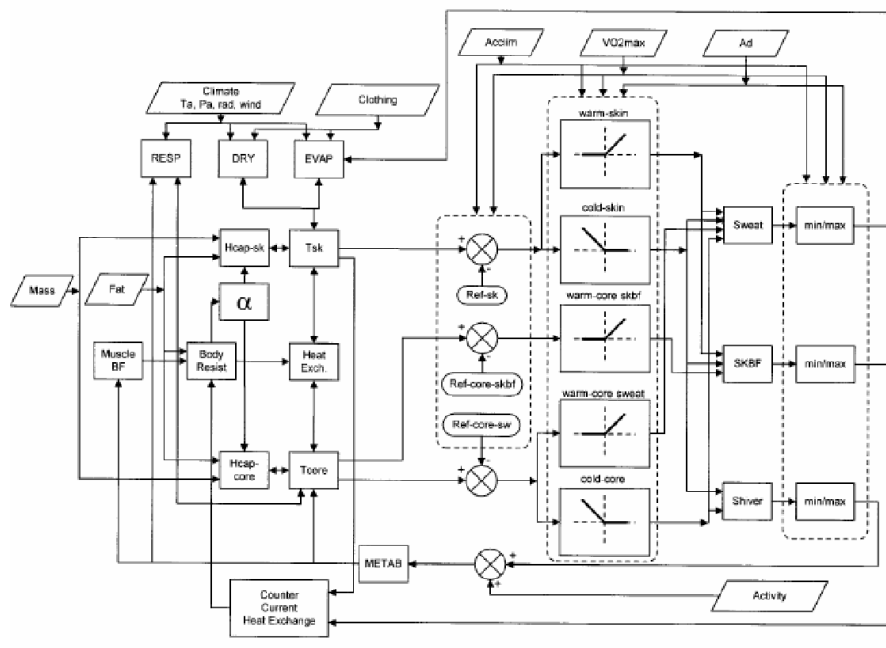 Acclim
VO2max
Ad
Climate
Ta, Pa, rad, wind
Clothing
warm-skin
RESP
DRY
EVAP
cold-skin
Sweat
min/max
Hcap-sk
Tsk
Mass
Fat
α
Ref-sk
warm-core skbf
Muscle
BF
Body
Resist
Heat
Exch.
Ref-core-skbf
SKBF
min/max
warm-core sweat
Ref-core-sw
Hcap-
core
Tcore
cold-core
Shiver
min/max
METAB
Counter
Current
Heat Exchange
Activity
+
-
+
-
-
+
+
+